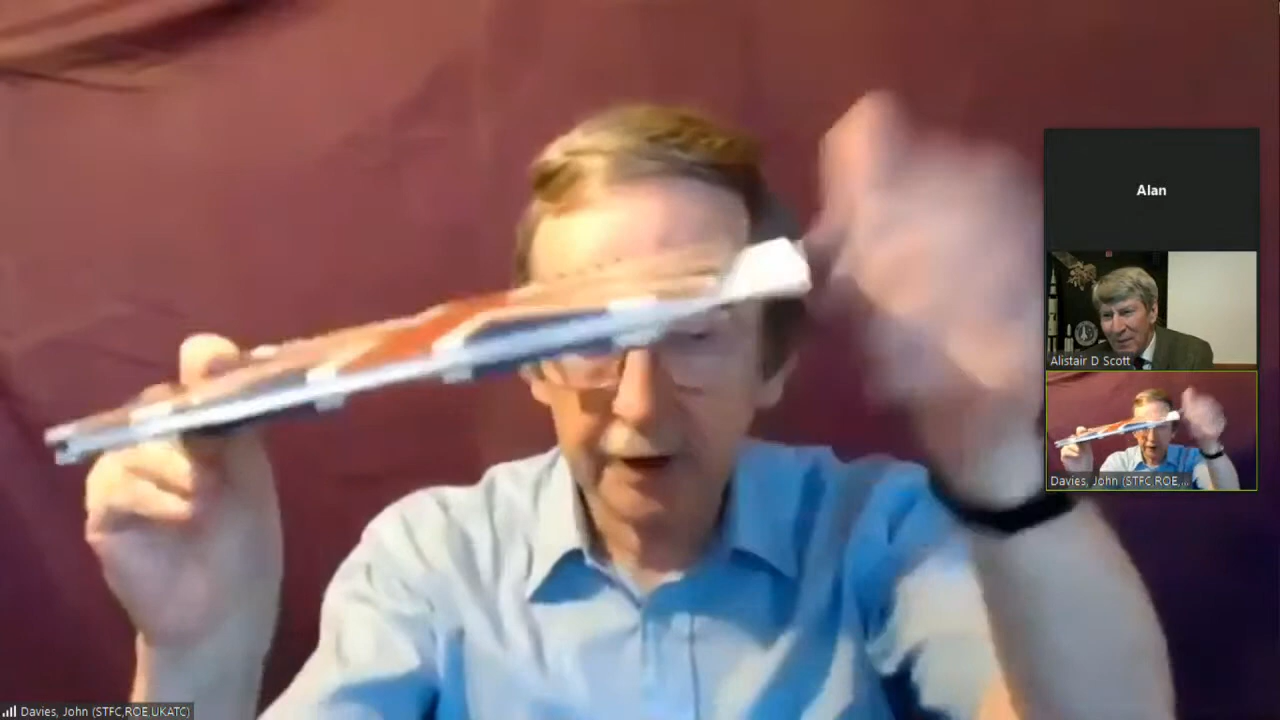 Alan
Alistair D Scott
Davies, John (STFC,ROE,...
Davies, John (STFC,ROE,UKATC)